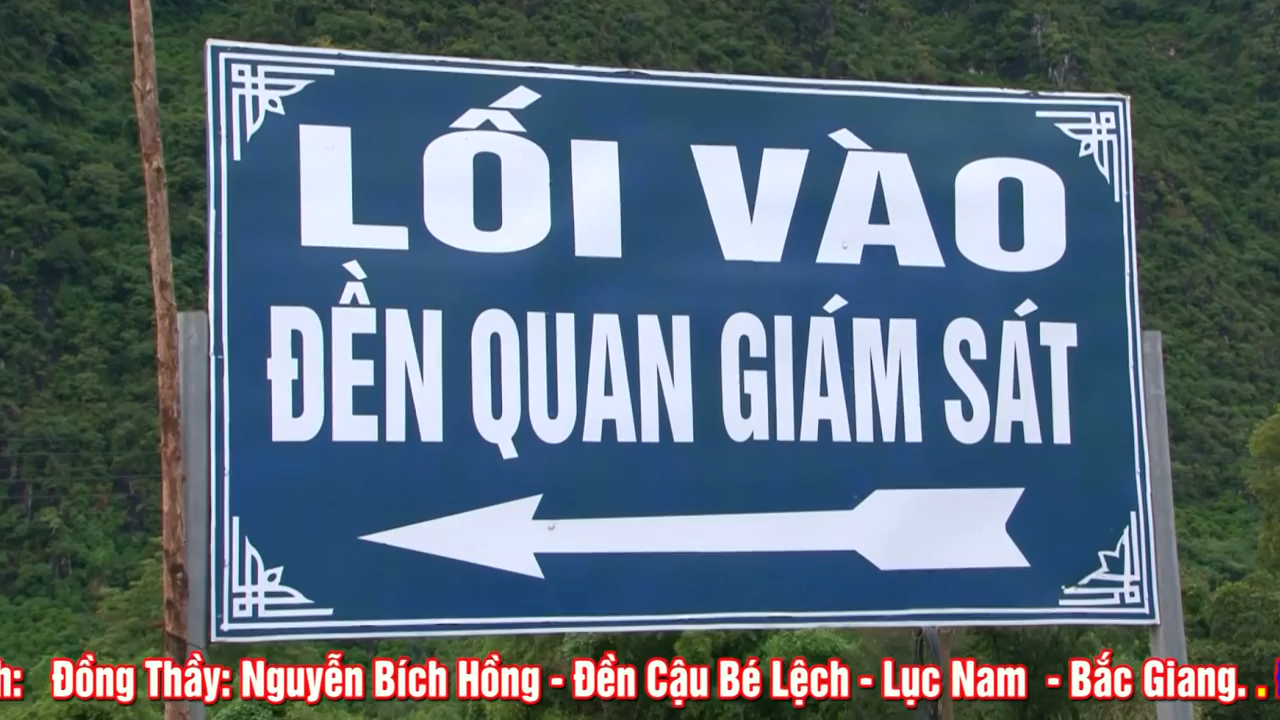 LỐI VÀO
ĐỀN QUAN GIÁM SÁT
h: Đồng Thầy: Nguyễn Bích Hồng - Đền Cậu Bé Lệch - Lục Nam - Bắc Giang. .